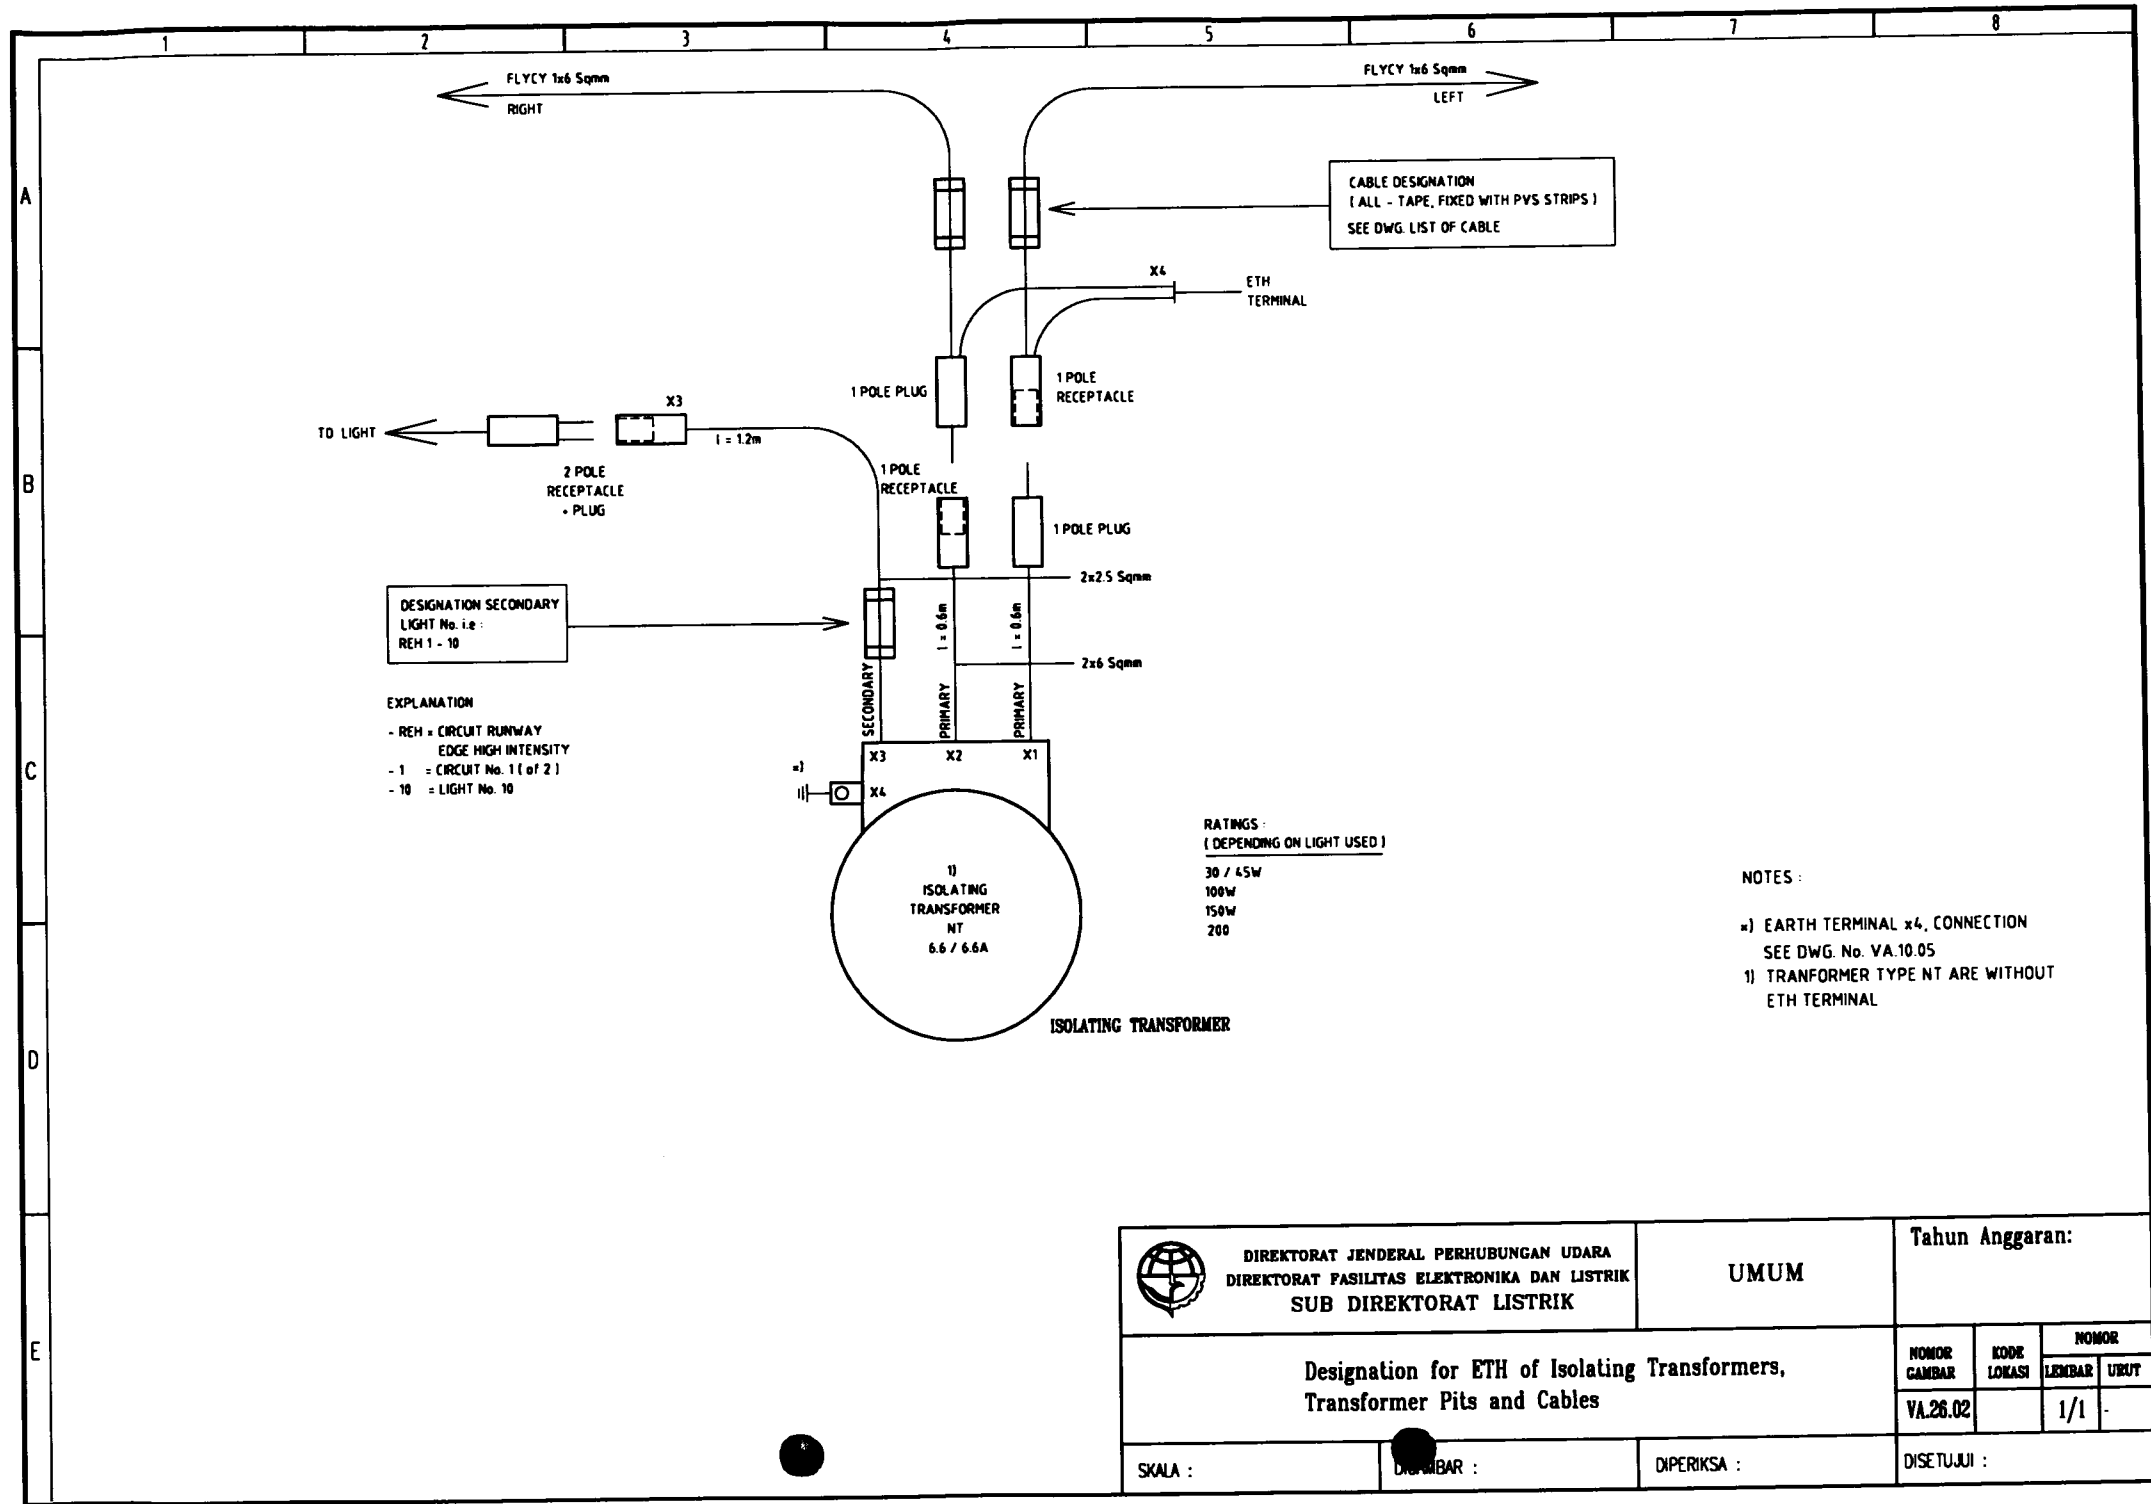 1 2 3 4 5 6 7 8
A
B
C
D
E
FLYCY 1x6 Sqmm
RIGHT
FLYCY 1x6 Sqmm
LEFT
CABLE DESIGNATION
( ALL - TAPE, FIXED WITH PVS STRIPS )
SEE DWG. LIST OF CABLE
X4
ETH
TERMINAL
1 POLE PLUG
1 POLE
RECEPTACLE
TO LIGHT
X3
l = 1.2m
2 POLE
RECEPTACLE
+ PLUG
1 POLE
RECEPTACLE
1 POLE PLUG
2x2.5 Sqmm
DESIGNATION SECONDARY
LIGHT No. i.e :
REH 1 - 10
l = 0.6m
l = 0.6m
2x6 Sqmm
SECONDARY
PRIMARY
PRIMARY
EXPLANATION
- REH = CIRCUIT RUNWAY
EDGE HIGH INTENSITY
- 1 = CIRCUIT No. 1 ( of 2 )
- 10 = LIGHT No. 10
X3 X2 X1
*)
X4
1)
ISOLATING
TRANSFORMER
NT
6.6 / 6.6A
ISOLATING TRANSFORMER
RATINGS :
( DEPENDING ON LIGHT USED )
30 / 45W
100W
150W
200
NOTES :
*) EARTH TERMINAL x4, CONNECTION
SEE DWG. No. VA.10.05
1) TRANFORMER TYPE NT ARE WITHOUT
ETH TERMINAL
DIREKTORAT JENDERAL PERHUBUNGAN UDARA
DIREKTORAT FASILITAS ELEKTRONIKA DAN LISTRIK
SUB DIREKTORAT LISTRIK
UMUM
Tahun Anggaran:
Designation for ETH of Isolating Transformers,
Transformer Pits and Cables
NOMOR
GAMBAR
KODE
LOKASI
NOMOR
LEMBAR URUT
VA.26.02 1/1 -
SKALA :
DIPERIKSA :
DISETUJUI :